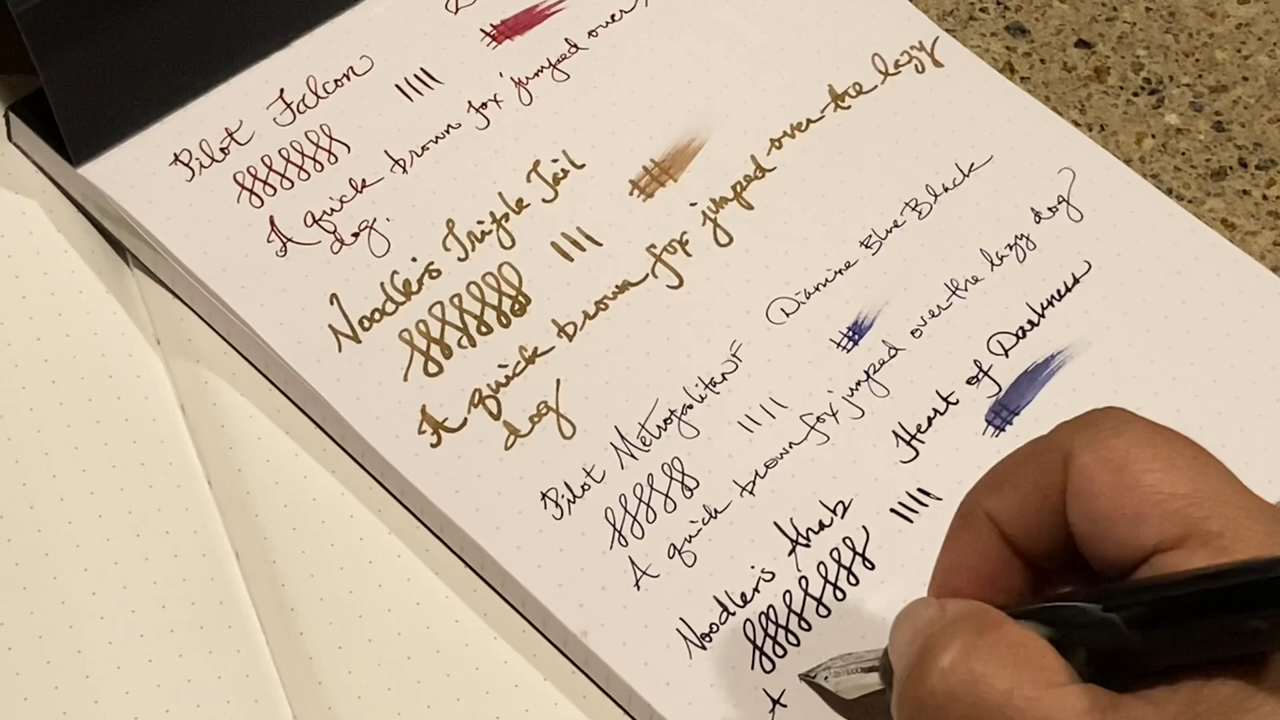 Pilot Falcon
A quick brown fox jumped over
dog.
Noodler's Triple Tail
A quick brown fox jumped over the lazy
dog
Pilot Metropolitan F Diamine Blue Black
A quick brown fox jumped over the lazy dog
Noodler's Ahab Heart of Darkness
A